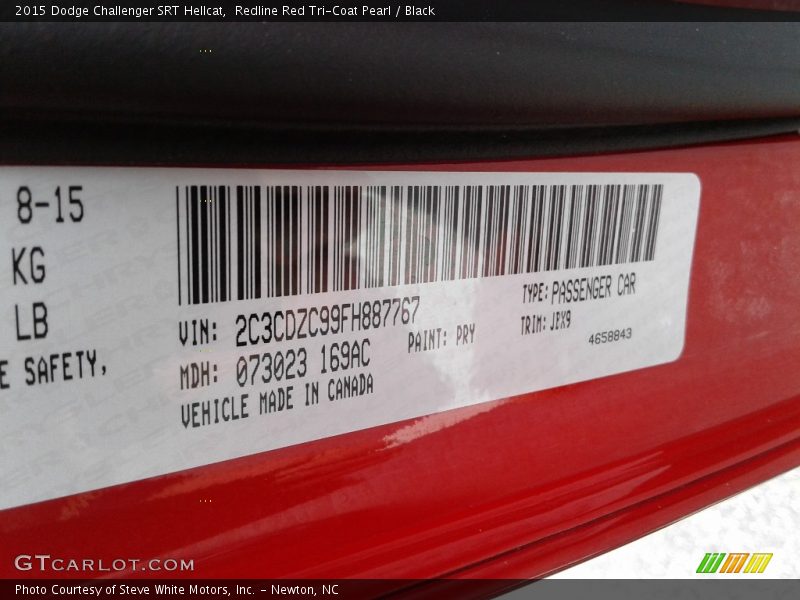 2015 Dodge Challenger SRT Hellcat,  Redline Red Tri-Coat Pearl / Black
8-15
KG
LB
E SAFETY,
VIN: 2C3CDZC99FH887767
TYPE: PASSENGER CAR
MDH: 073023 169AC
PAINT: PRY
TRIM: JEX9
4658843
VEHICLE MADE IN CANADA
GTCARLOT.COM
Photo Courtesy of Steve White Motors, Inc. - Newton, NC